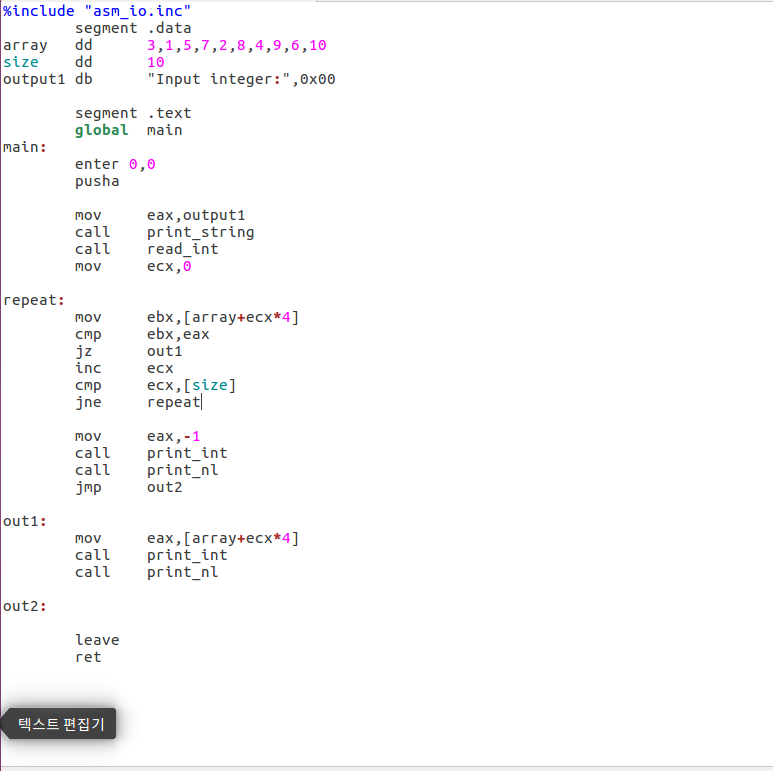 %include "asm_io.inc"
segment .data
array dd 3,1,5,7,2,8,4,9,6,10
size dd 10
output1 db "Input integer:",0x00
segment .text
global main
main:
enter 0,0
pusha
mov eax,output1
call print_string
call read_int
mov ecx,0
repeat:
mov ebx,[array+ecx*4]
cmp ebx,eax
jz out1
inc ecx
cmp ecx,[size]
jne repeat
mov eax,-1
call print_int
call print_nl
jmp out2
out1:
mov eax,[array+ecx*4]
call print_int
call print_nl
out2:
leave
ret
텍스트 편집기